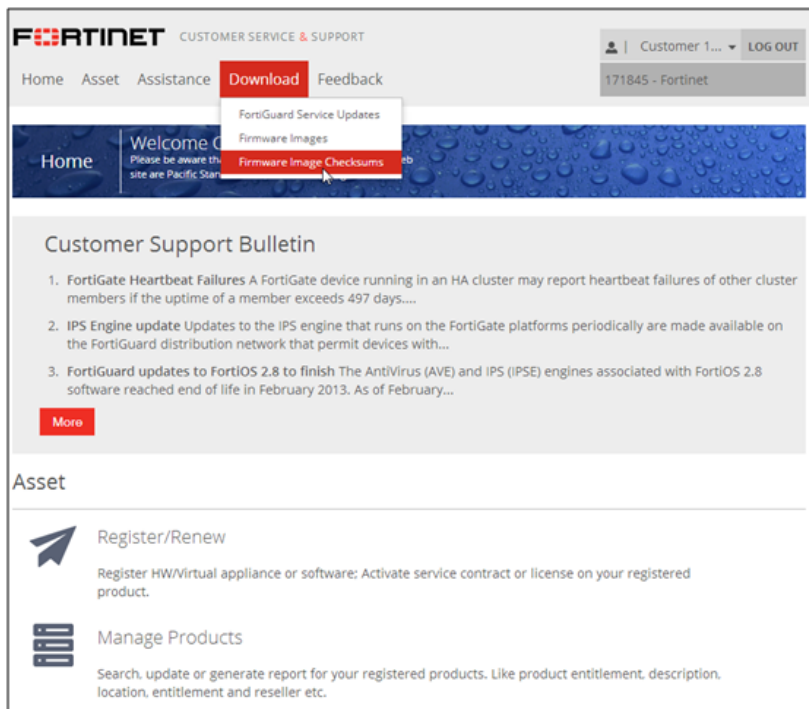 FORTINET CUSTOMER SERVICE & SUPPORT
Customer 1... LOG OUT
171845 - Fortinet
Home Asset Assistance Download Feedback
FortiGuard Service Updates
Firmware Images
Firmware Image Checksums
Home
Welcome
Please be aware
site are Pacific
Customer Support Bulletin
1. FortiGate Heartbeat Failures A FortiGate device running in an HA cluster may report heartbeat failures of other cluster
members if the uptime of a member exceeds 497 days....
2. IPS Engine update Updates to the IPS engine that runs on the FortiGate platforms periodically are made available on
the FortiGuard distribution network that permit devices with...
3. FortiGuard updates to FortiOS 2.8 to finish The AntiVirus (AVE) and IPS (IPSE) engines associated with FortiOS 2.8
software reached end of life in February 2013. As of February...
More
Asset
Register/Renew
Register HW/Virtual appliance or software; Activate service contract or license on your registered
product.
Manage Products
Search, update or generate report for your registered products. Like product entitlement, description,
location, entitlement and reseller etc.